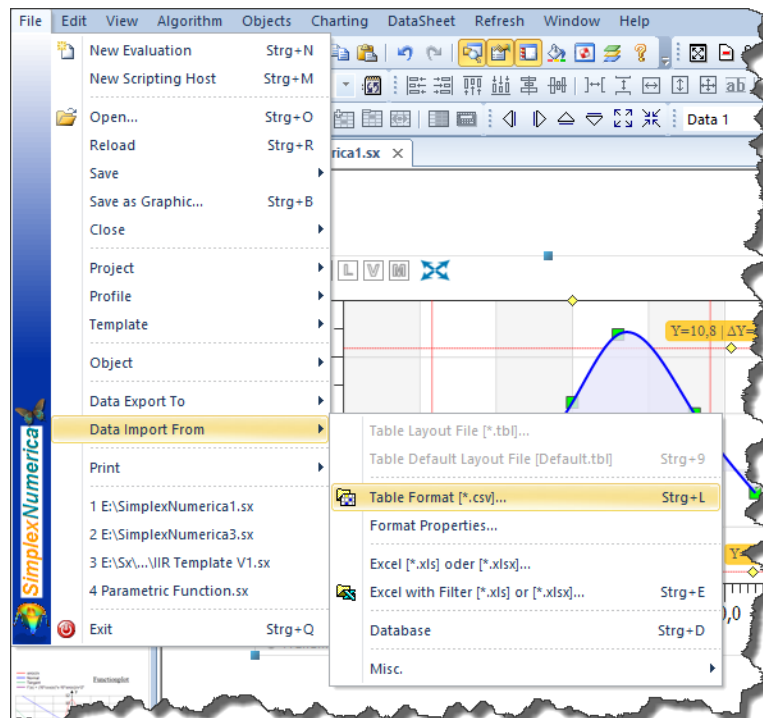 File Edit View Algorithm Objects Charting DataSheet Refresh Window Help
New Evaluation Strg+N
New Scripting Host Strg+M
Open... Strg+O
Reload Strg+R
Save
Save as Graphic... Strg+B
Close
Project
Profile
Template
Object
Data Export To
Data Import From
Print
1 E:\SimplexNumerica1.sx
2 E:\SimplexNumerica3.sx
3 E:\Sx\...\IIR Template V1.sx
4 Parametric Function.sx
Exit Strg+Q
SimplexNumerica
Table Layout File [*.tbl]...
Table Default Layout File [Default.tbl] Strg+9
Table Format [*.csv]... Strg+L
Format Properties...
Excel [*.xls] oder [*.xlsx]...
Excel with Filter [*.xls] or [*.xlsx]... Strg+E
Database Strg+D
Misc.
ab
Data 1
rica1.sx
L V M
Y=10,8 | ΔY=
Y=
0,0
Functionplot